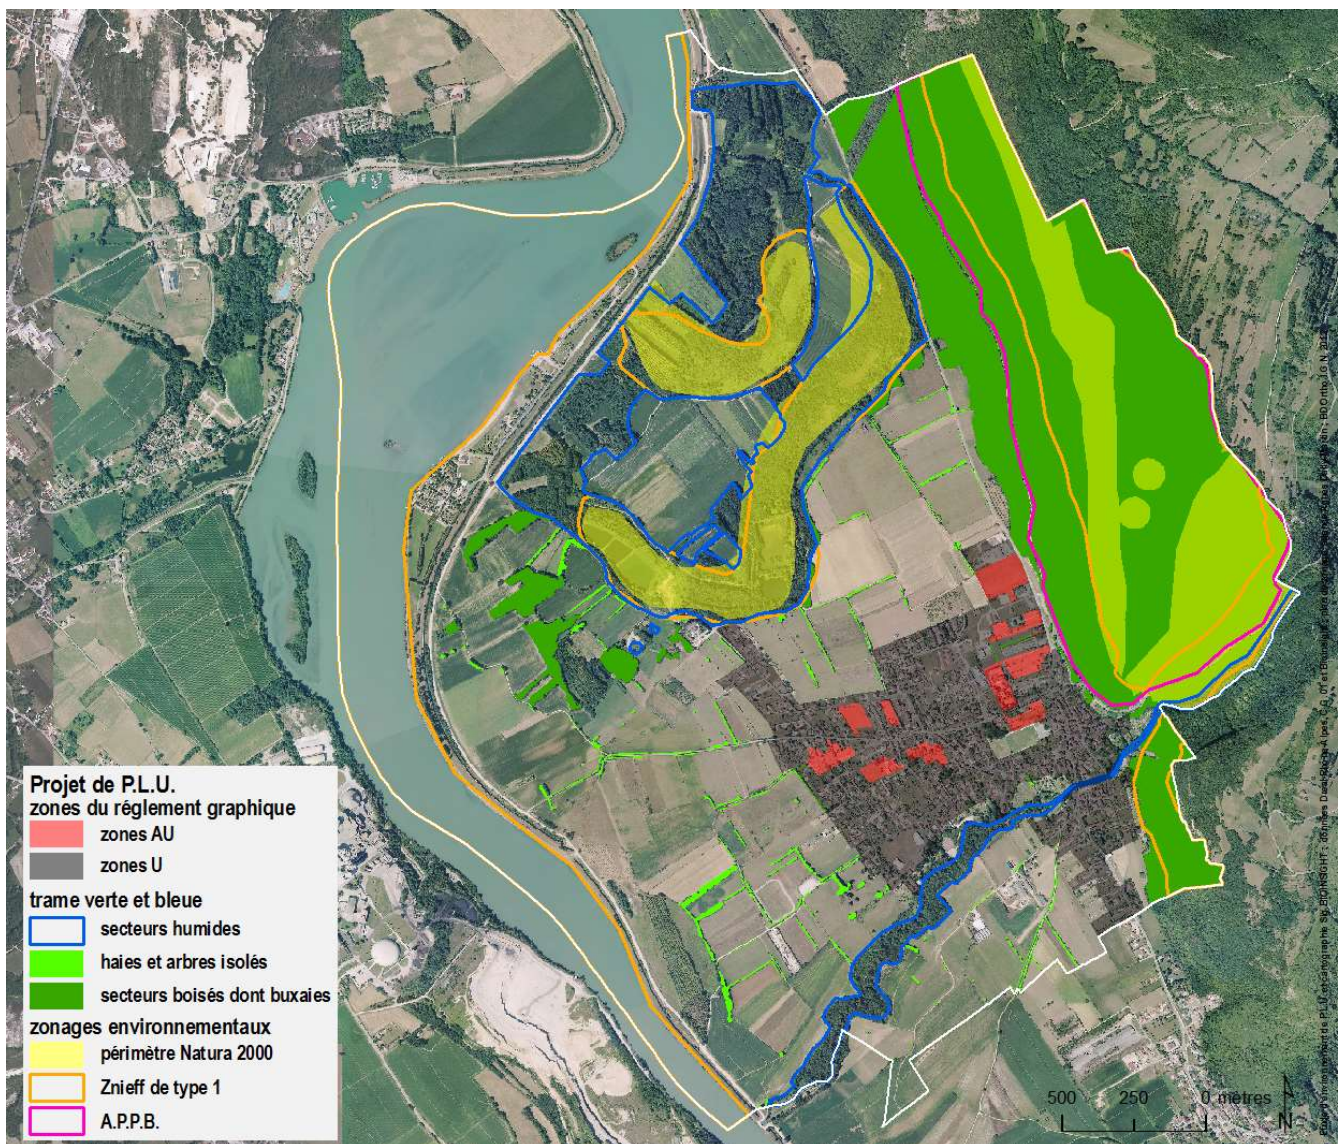 Projet de P.L.U.
zones du réglement graphique
zones AU
zones U
trame verte et bleue
secteurs humides
haies et arbres isolés
secteurs boisés dont buxaies
zonages environnementaux
périmètre Natura 2000
Znieff de type 1
A.P.P.B.
500 250 0 mètres
N